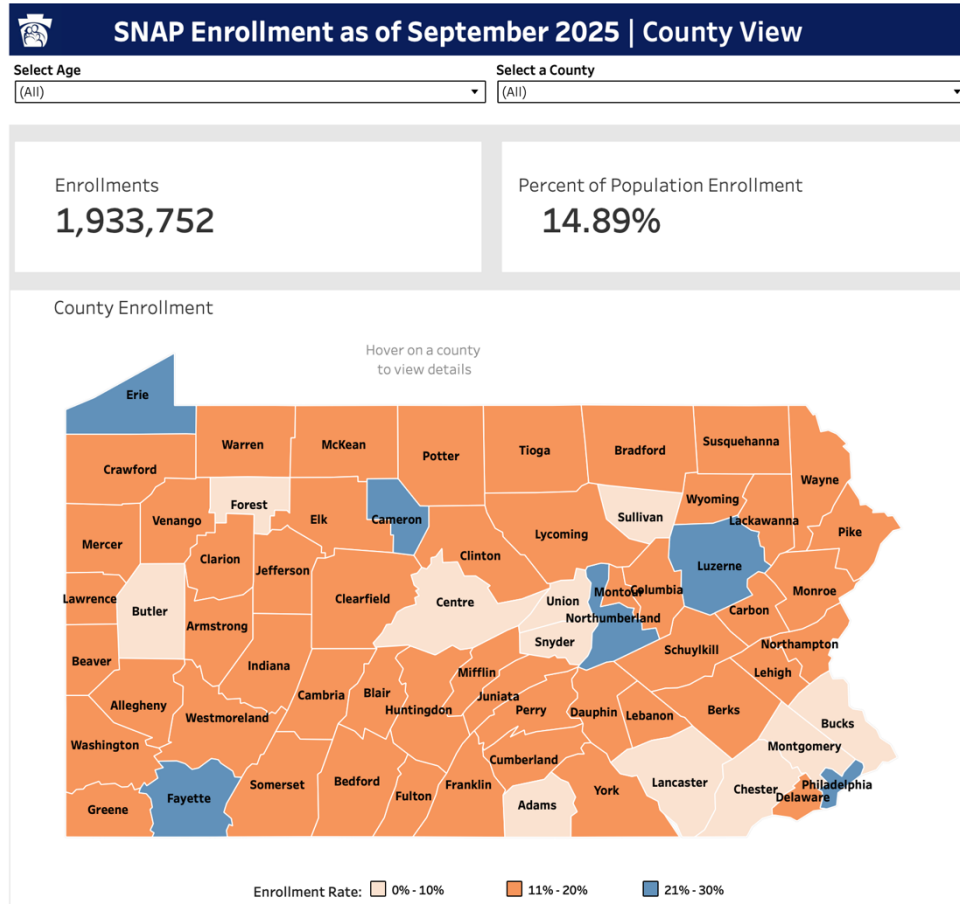 SNAP Enrollment as of September 2025 | County View
Select Age
Select a County
(All)
(All)
Enrollments
Percent of Population Enrollment
1,933,752
14.89%
County Enrollment
Hover on a county
to view details
Erie
Warren
McKean
Potter
Tioga
Bradford
Susquehanna
Crawford
Wayne
Forest
Wyoming
Venango
Elk
Cameron
Sullivan
Lackawanna
Lycoming
Pike
Mercer
Clarion
Clinton
Jefferson
Luzerne
Lawrence
Butler
Clearfield
Centre
Union
Montour
Columbia
Monroe
Armstrong
Northumberland
Carbon
Snyder
Schuylkill
Northampton
Beaver
Indiana
Mifflin
Lehigh
Allegheny
Cambria
Blair
Juniata
Huntingdon
Perry
Dauphin
Lebanon
Berks
Westmoreland
Bucks
Washington
Montgomery
Cumberland
Somerset
Bedford
Franklin
Lancaster
Chester
Philadelphia
Greene
Fayette
Fulton
Adams
York
Delaware
Enrollment Rate: 0% - 10% 11% - 20% 21% - 30%